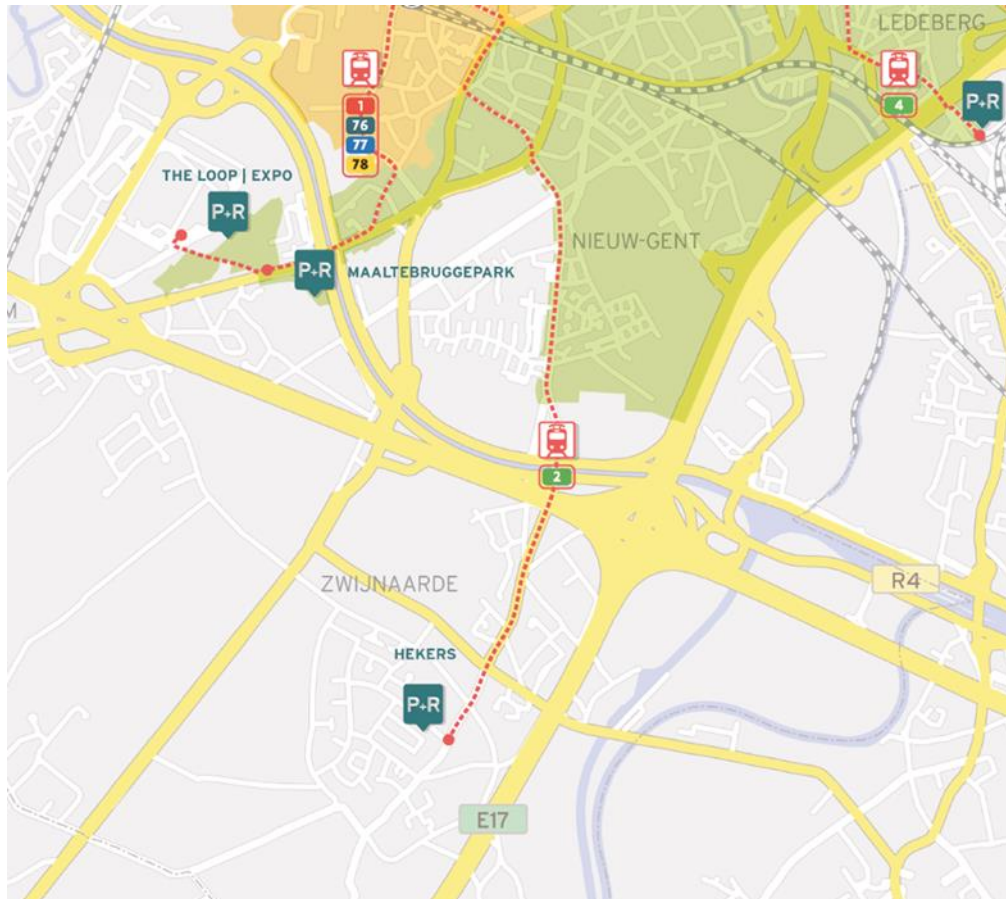 LEDEBERG
1
76
77
78
4
P+R
THE LOOP | EXPO
P+R
NIEUW-GENT
P+R
MAALTEBRUGGEPARK
M
2
R4
ZWIJNAARDE
HEKERS
P+R
E17